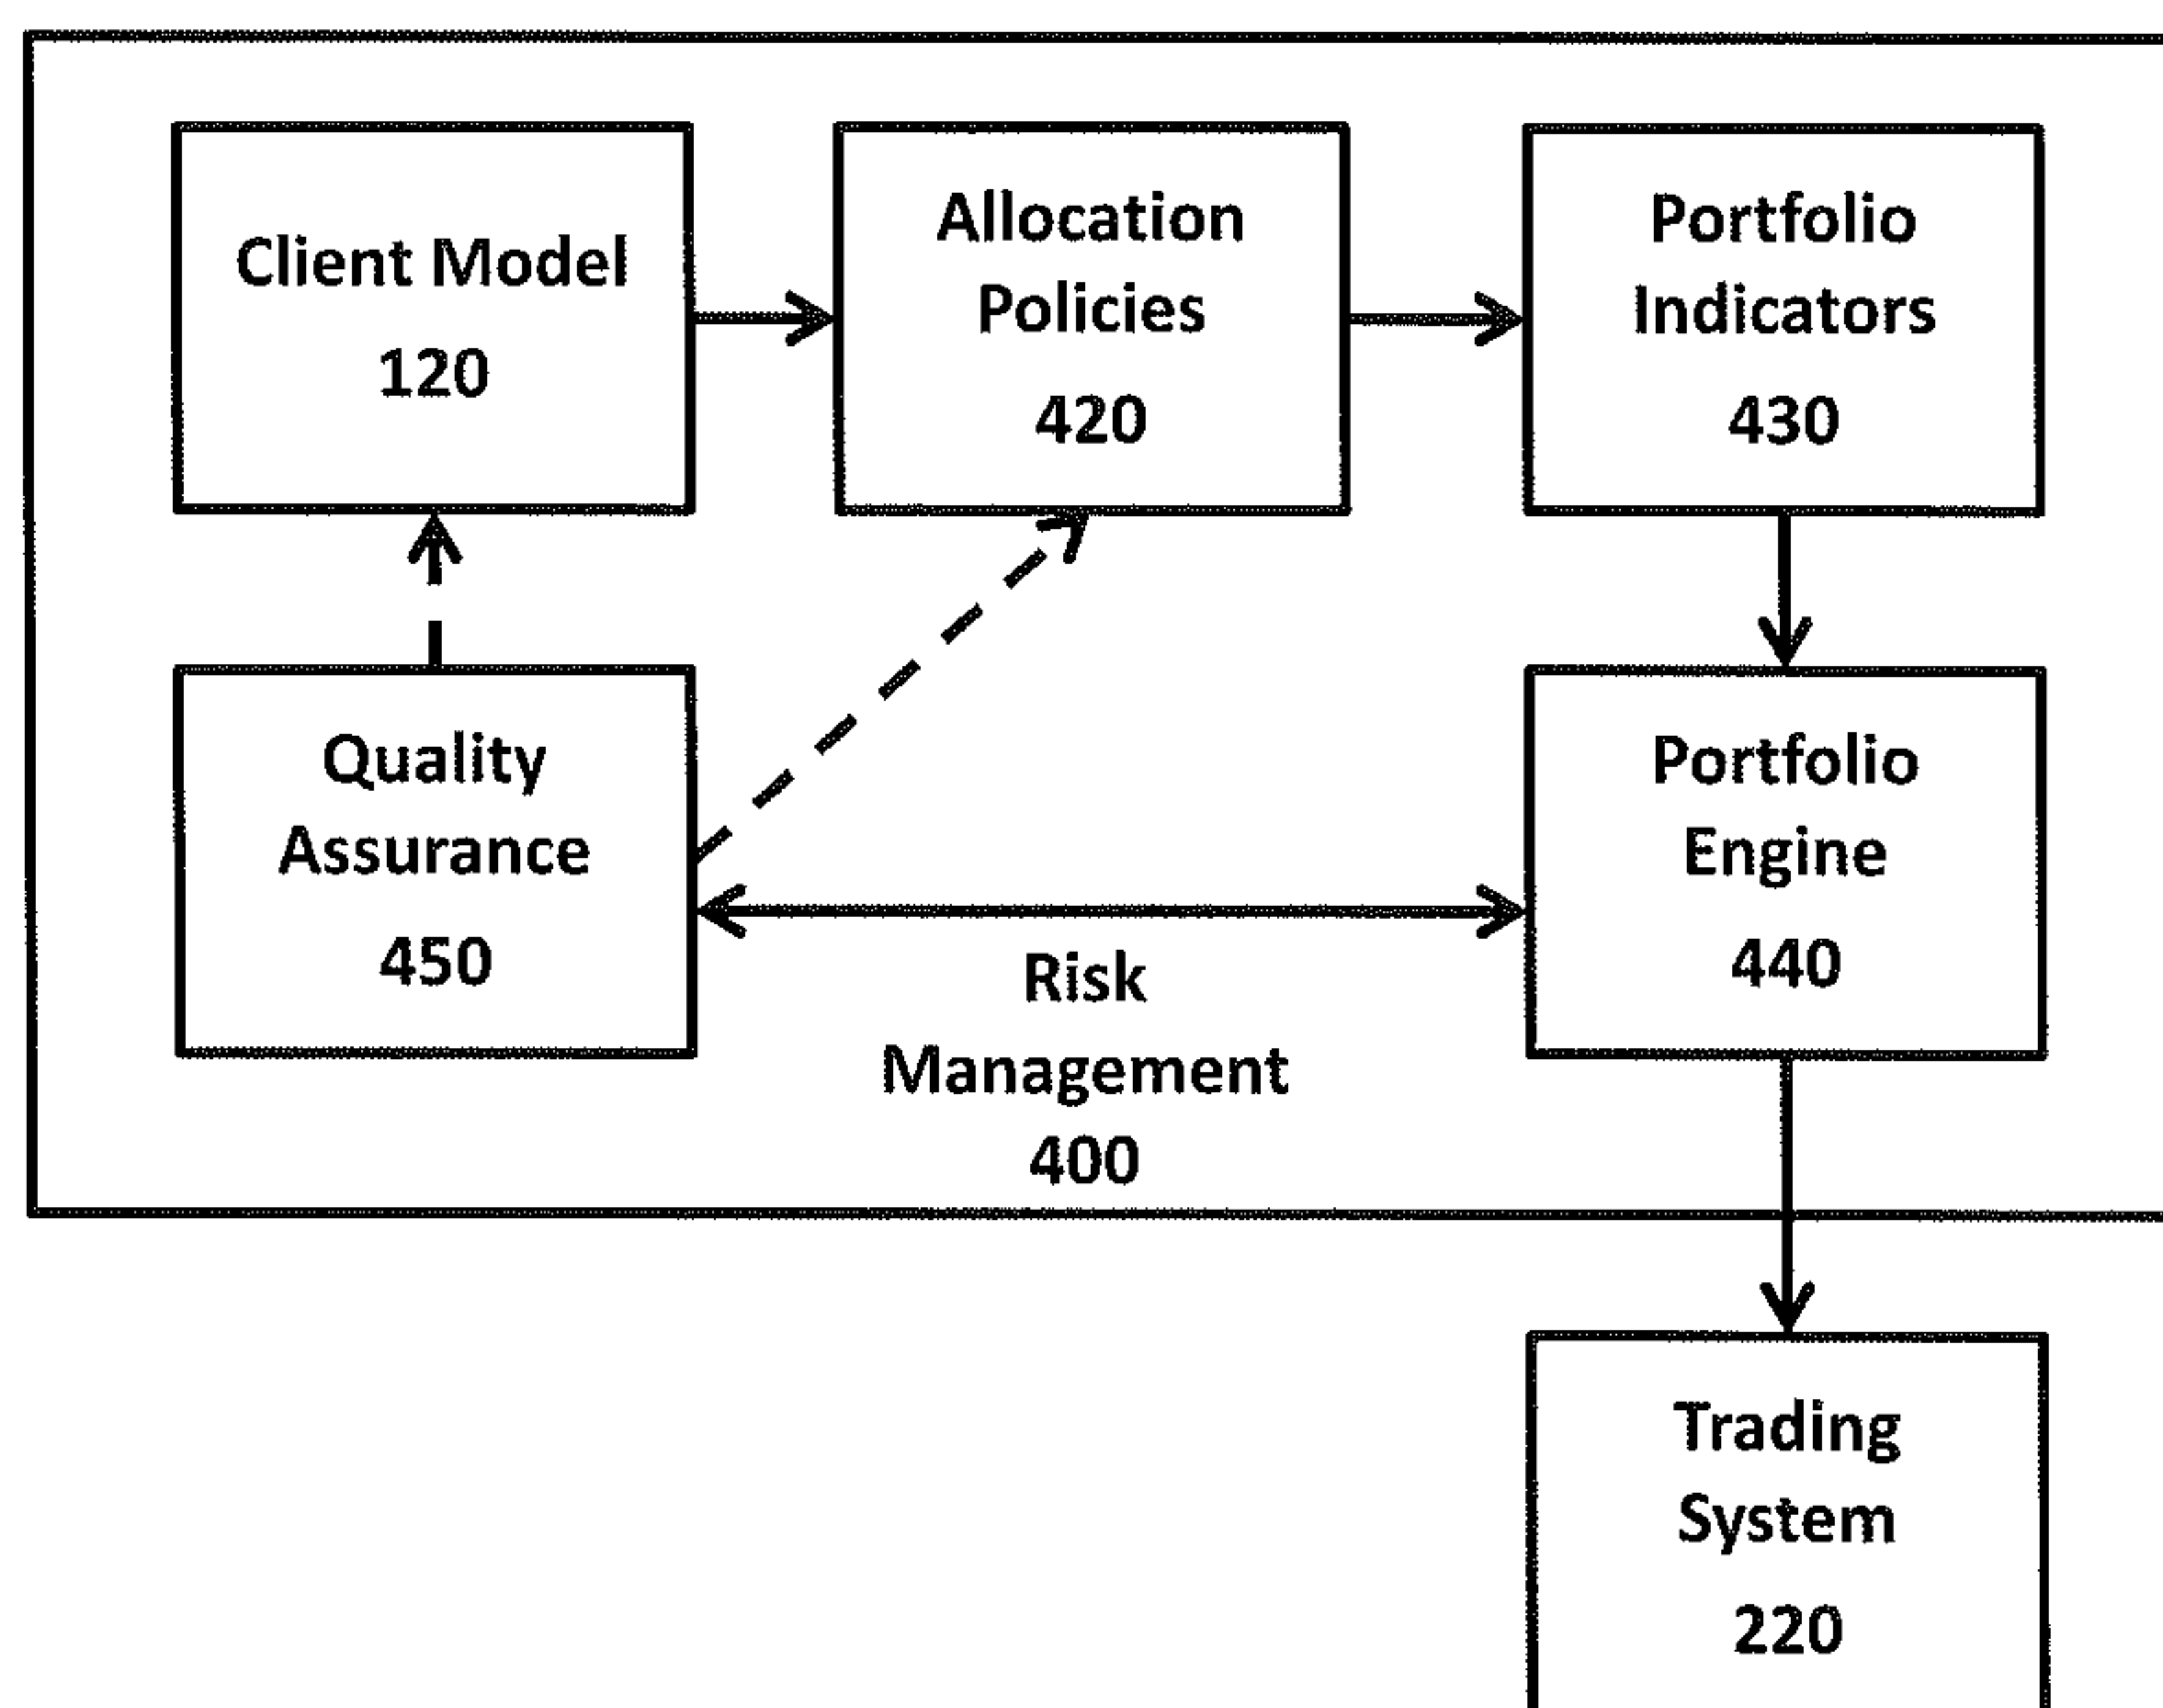 Client Model
120
Allocation
Policies
420
Portfolio
Indicators
430
Quality
Assurance
450
Portfolio
Engine
440
Risk
Management
400
Trading
System
220